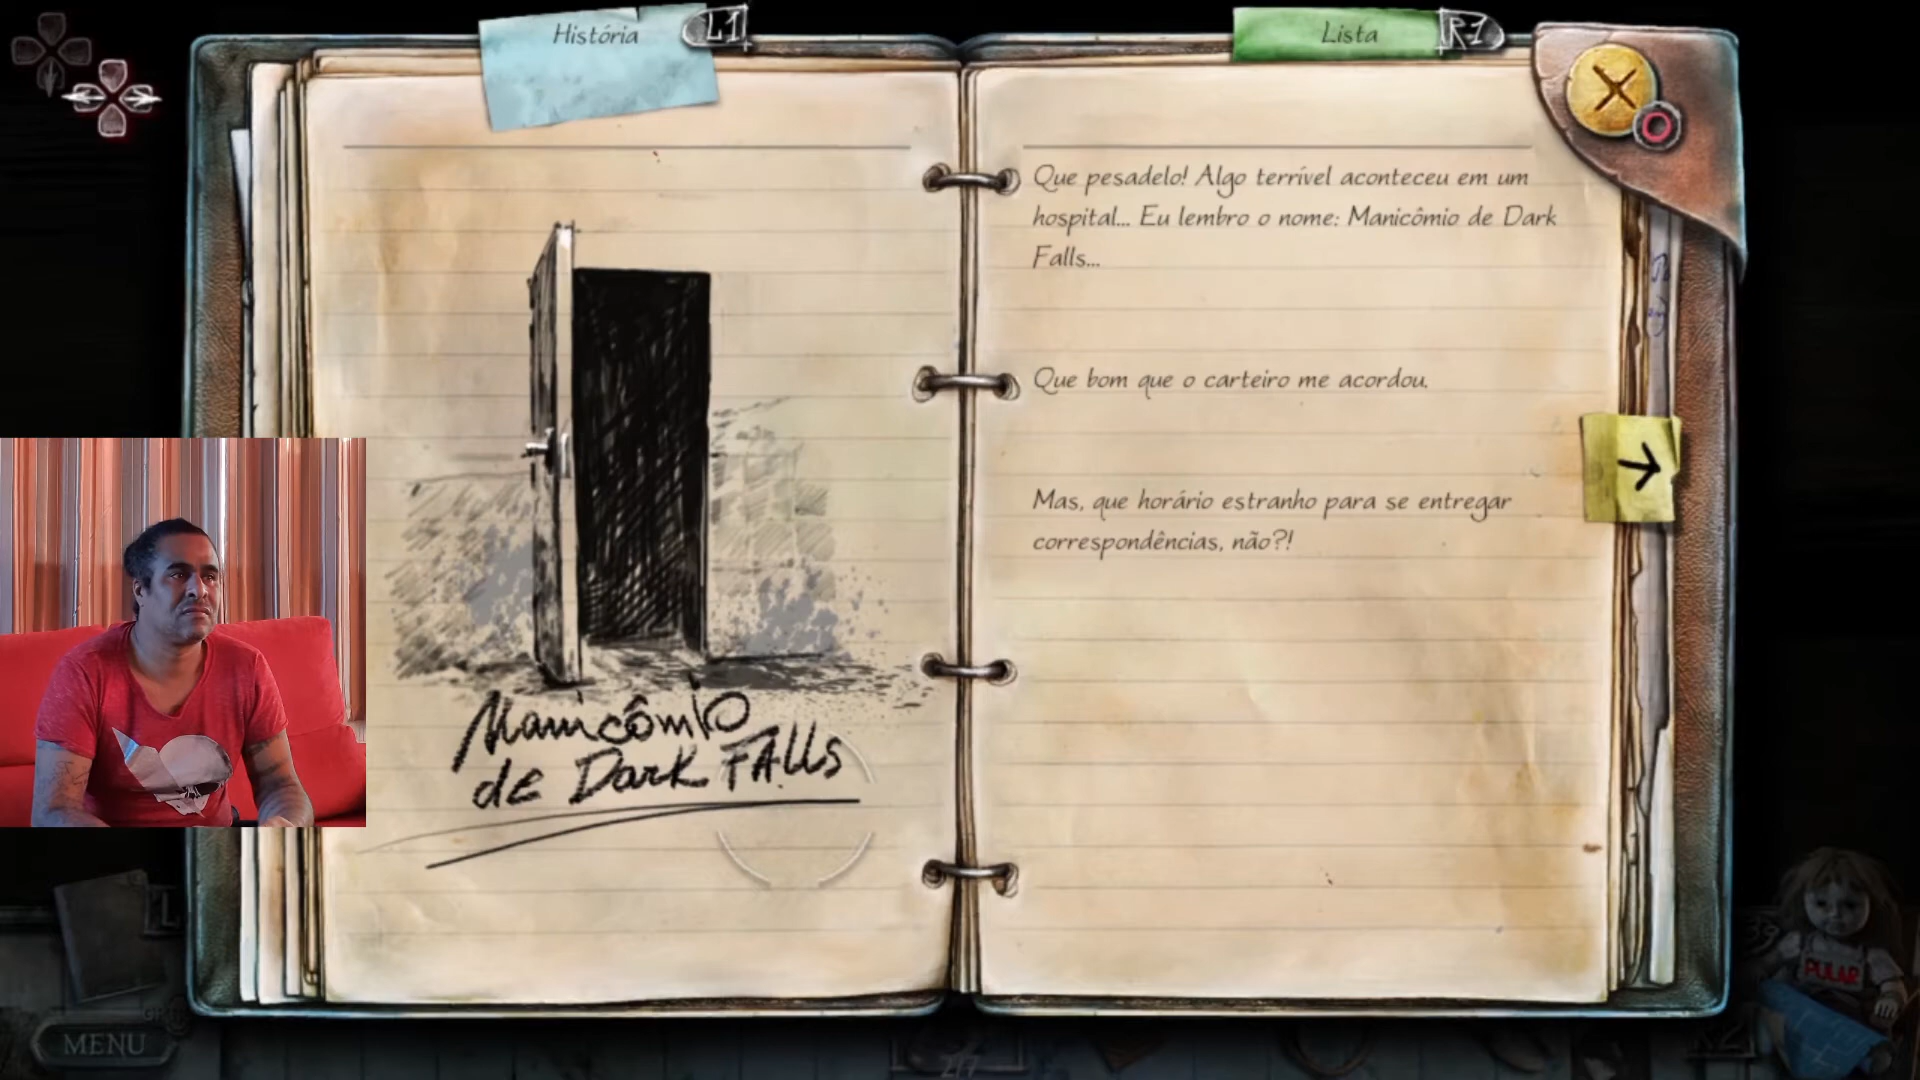 História L1
Lista R1
Que pesadelo! Algo terrível aconteceu em um
hospital... Eu lembro o nome: Manicômio de Dark
Falls...
Que bom que o carteiro me acordou.
Mas, que horário estranho para se entregar
correspondências, não?!
Manicômio
de Dark Falls
MENU
PULAR